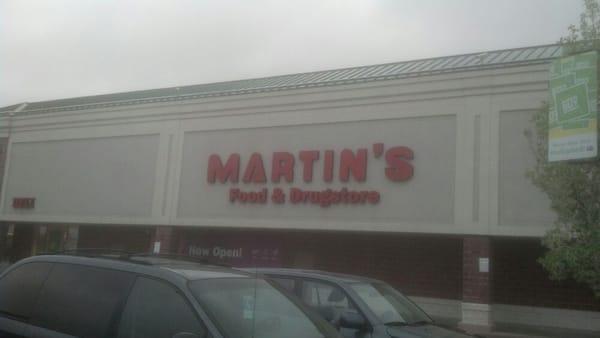 MARTIN'S
Food & Drugstore
Now Open!